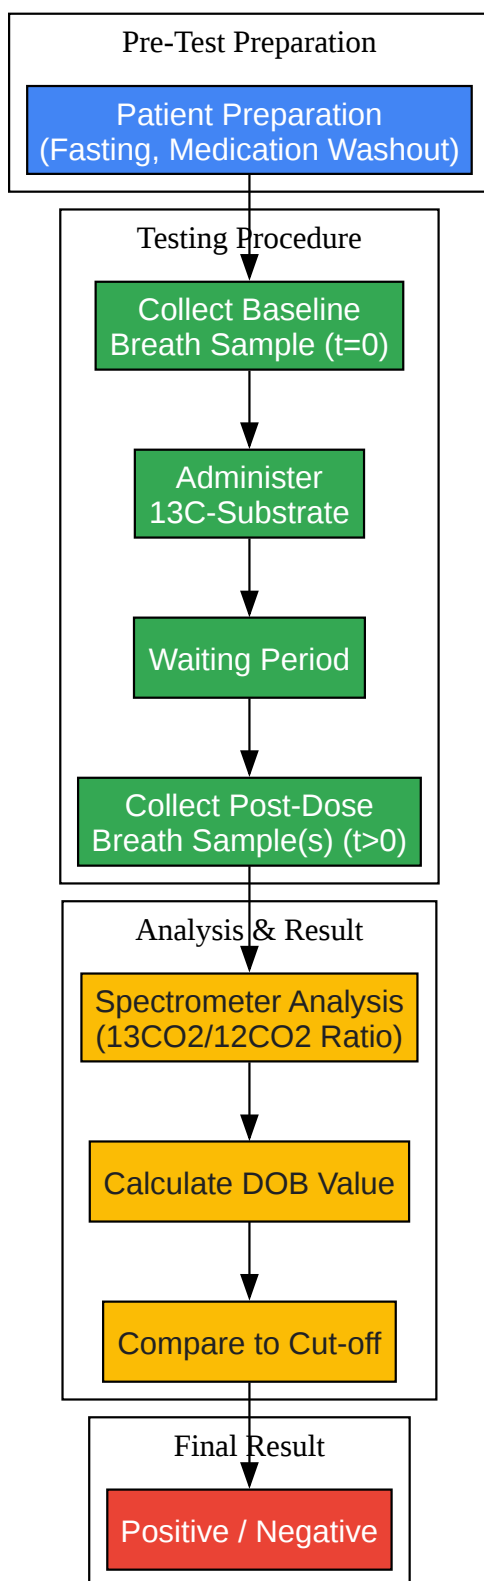 Pre-Test Preparation
Patient Preparation
(Fasting, Medication Washout)
Testing Procedure
Collect Baseline
Breath Sample (t=0)
Administer
13C-Substrate
Waiting Period
Collect Post-Dose
Breath Sample(s) (t>0)
Analysis & Result
Spectrometer Analysis
(13CO2/12CO2 Ratio)
Calculate DOB Value
Compare to Cut-off
Final Result
Positive / Negative